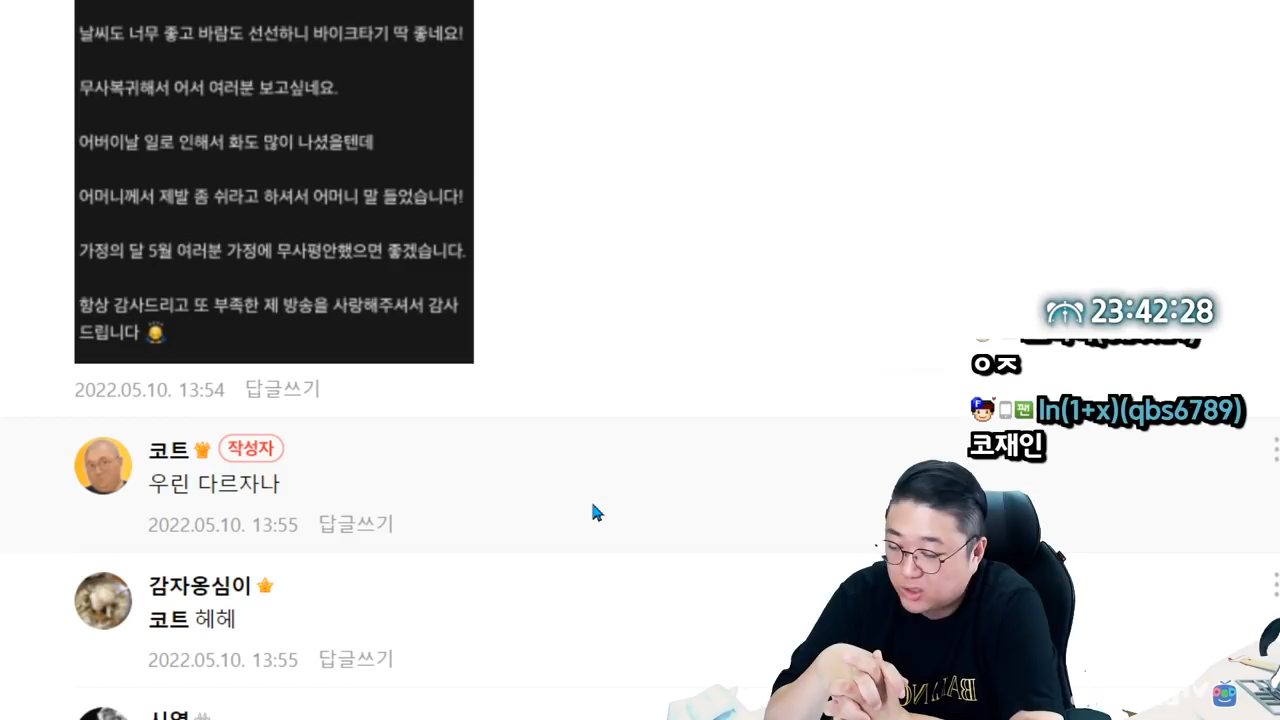 날씨도 너무 좋고 바람도 선선하니 바이크타기 딱 좋네요!
무사복귀해서 어서 여러분 보고싶네요.
어버이날 일로 인해서 화도 많이 나셨을텐데
어머니께서 제발 좀 쉬라고 하셔서 어머니 말 들었습니다!
가정의 달 5월 여러분 가정에 무사평안했으면 좋겠습니다.
항상 감사드리고 또 부족한 제 방송을 사랑해주셔서 감사
드립니다
2022.05.10. 13:54 답글쓰기
코트 작성자
우린 다르자나
2022.05.10. 13:55 답글쓰기
감자옹심이
코트 헤헤
2022.05.10. 13:55 답글쓰기
23:42:28
ㅇㅈ
F 팬 ln(1+x)(qbs6789)
코재인